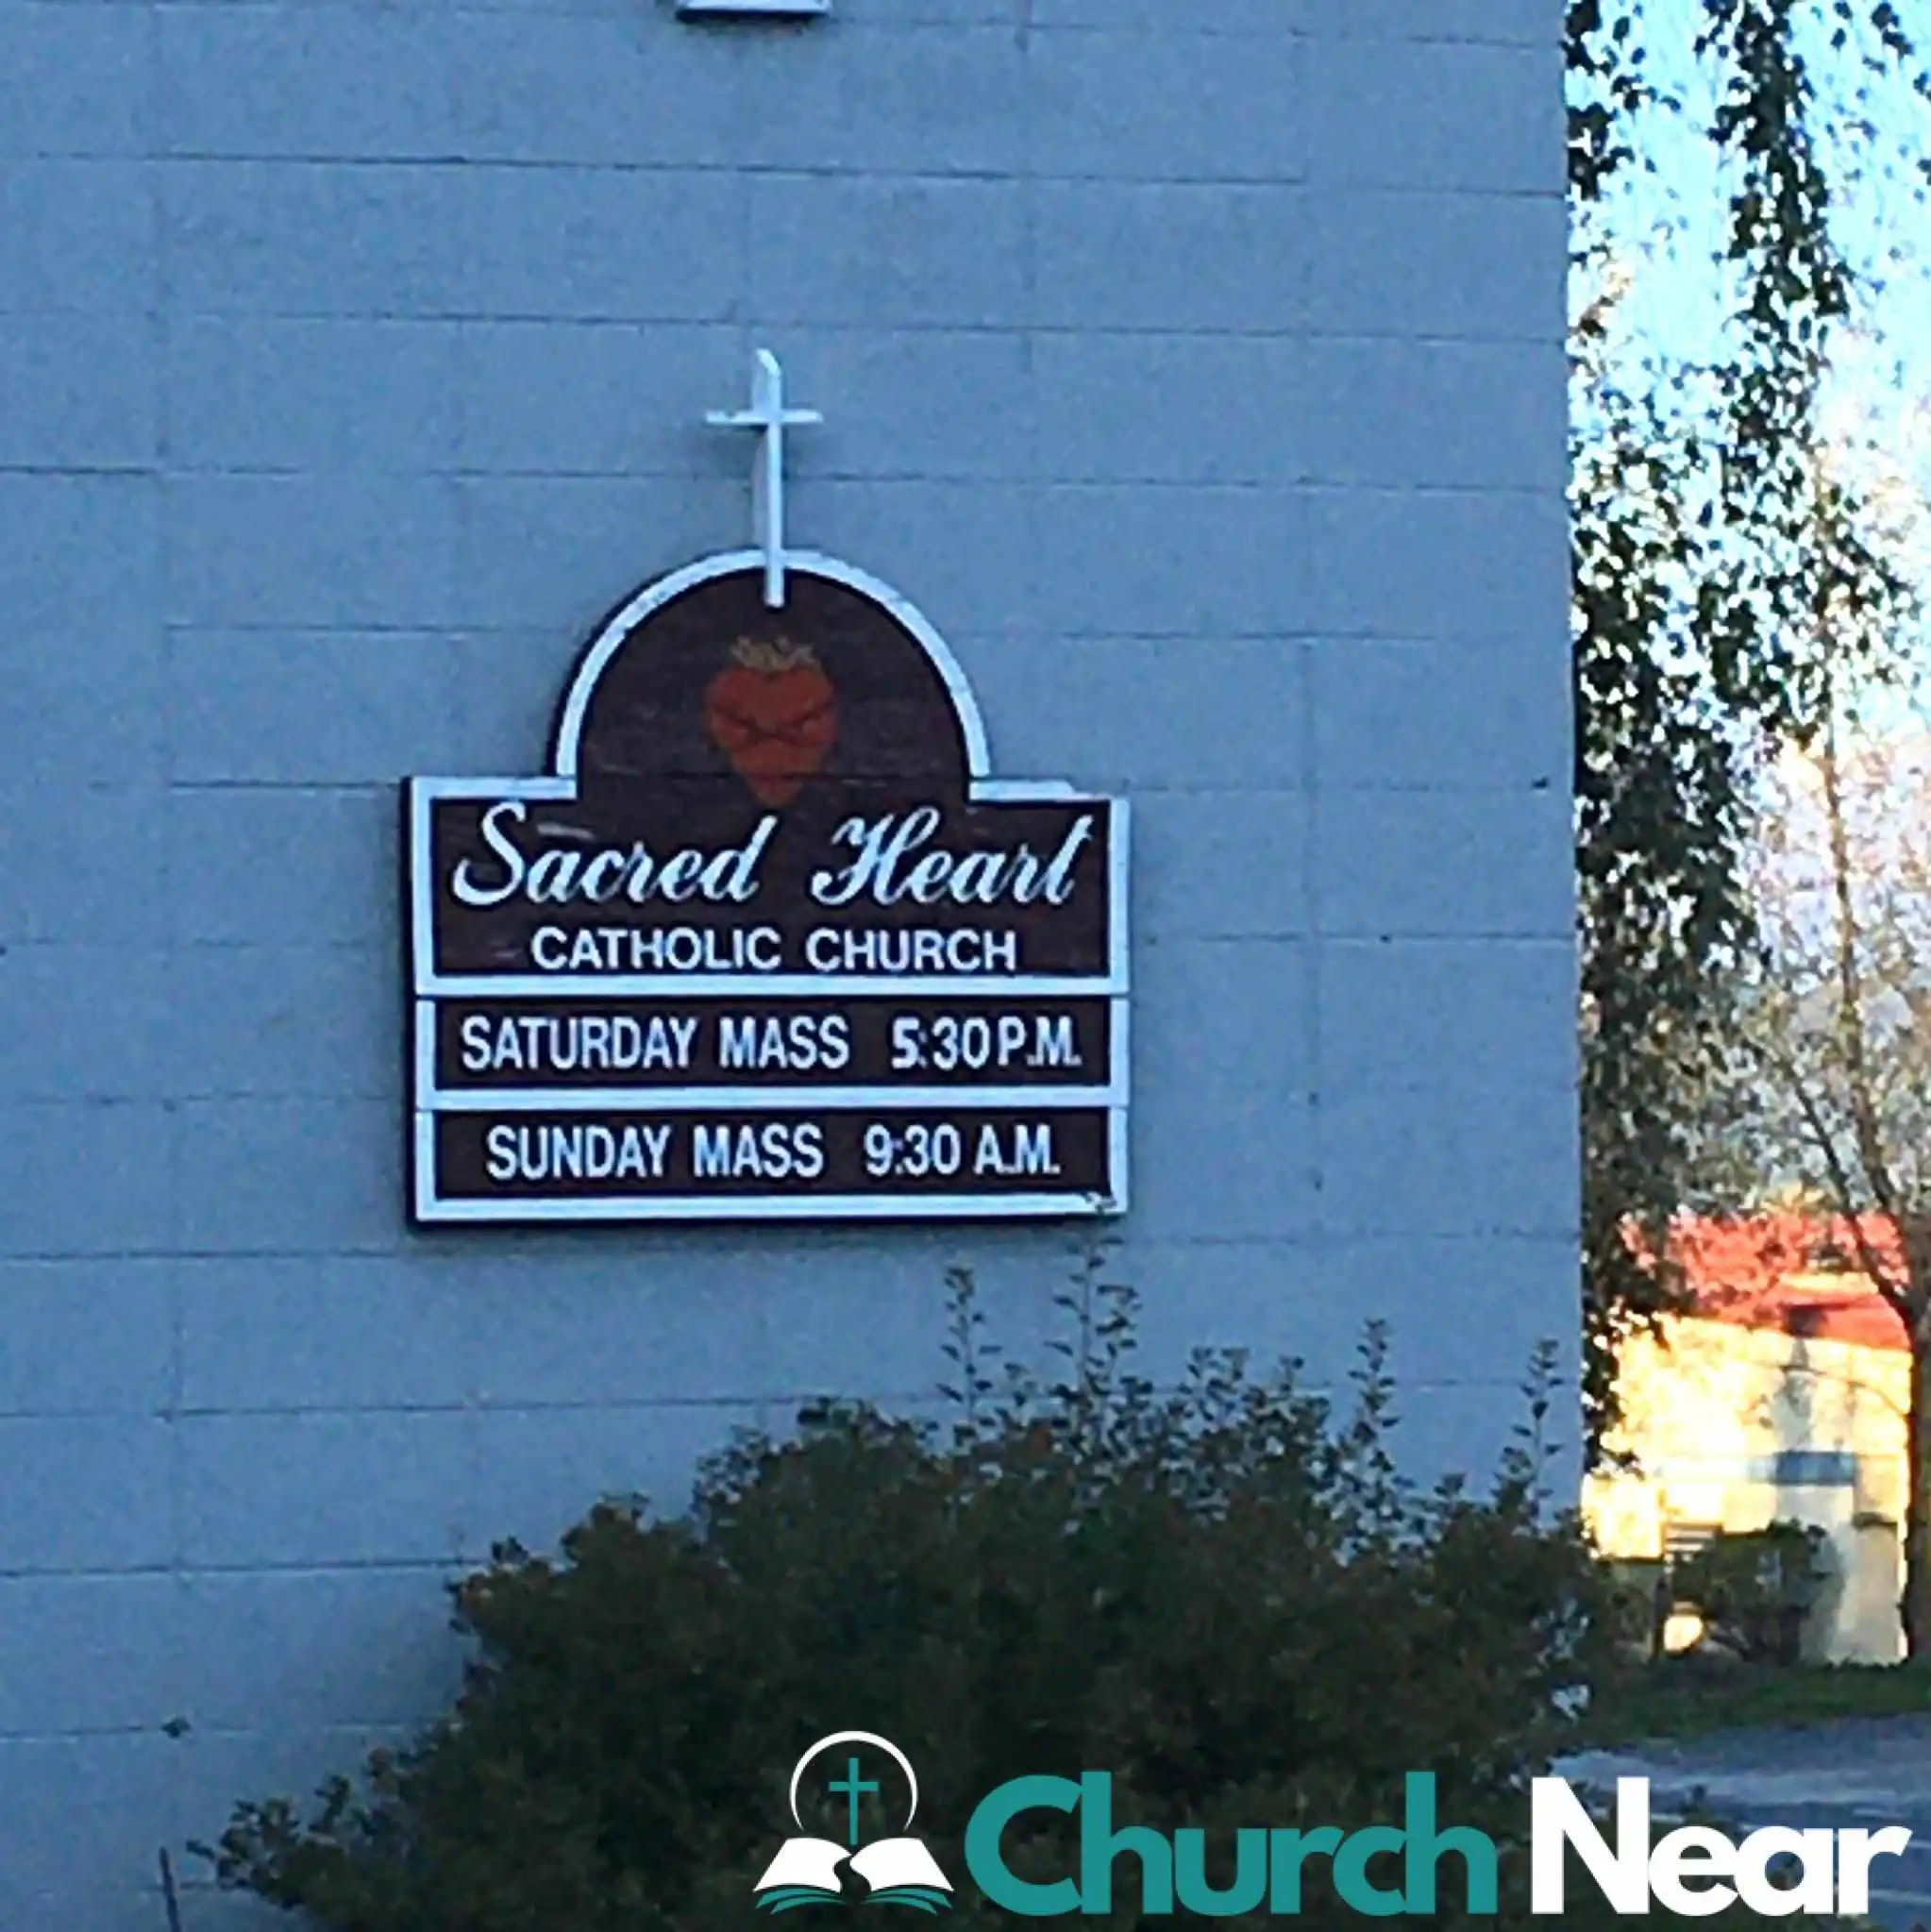 Sacred Heart
CATHOLIC CHURCH
SATURDAY MASS 5:30 P.M.
SUNDAY MASS 9:30 A.M.
Church Near